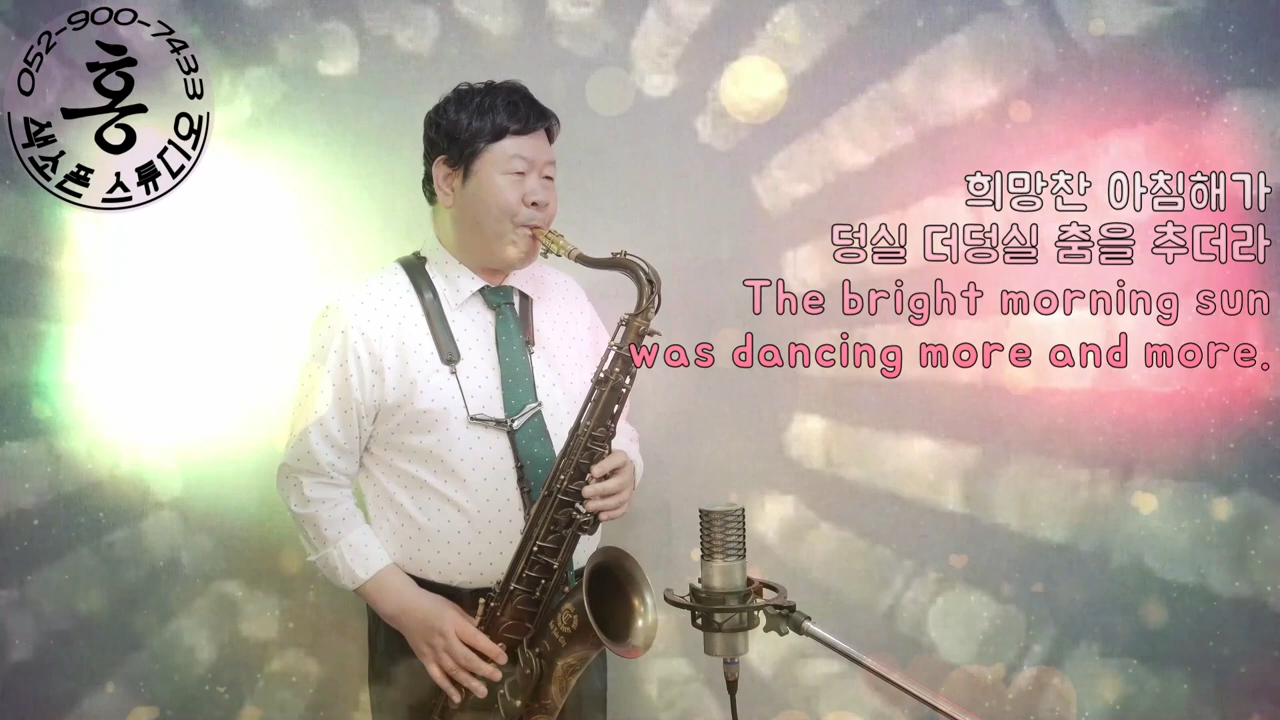 052-900-7433
홍
색소폰 스튜디오
희망찬 아침해가
덩실 더덩실 춤을 추더라
The bright morning sun
was dancing more and more.